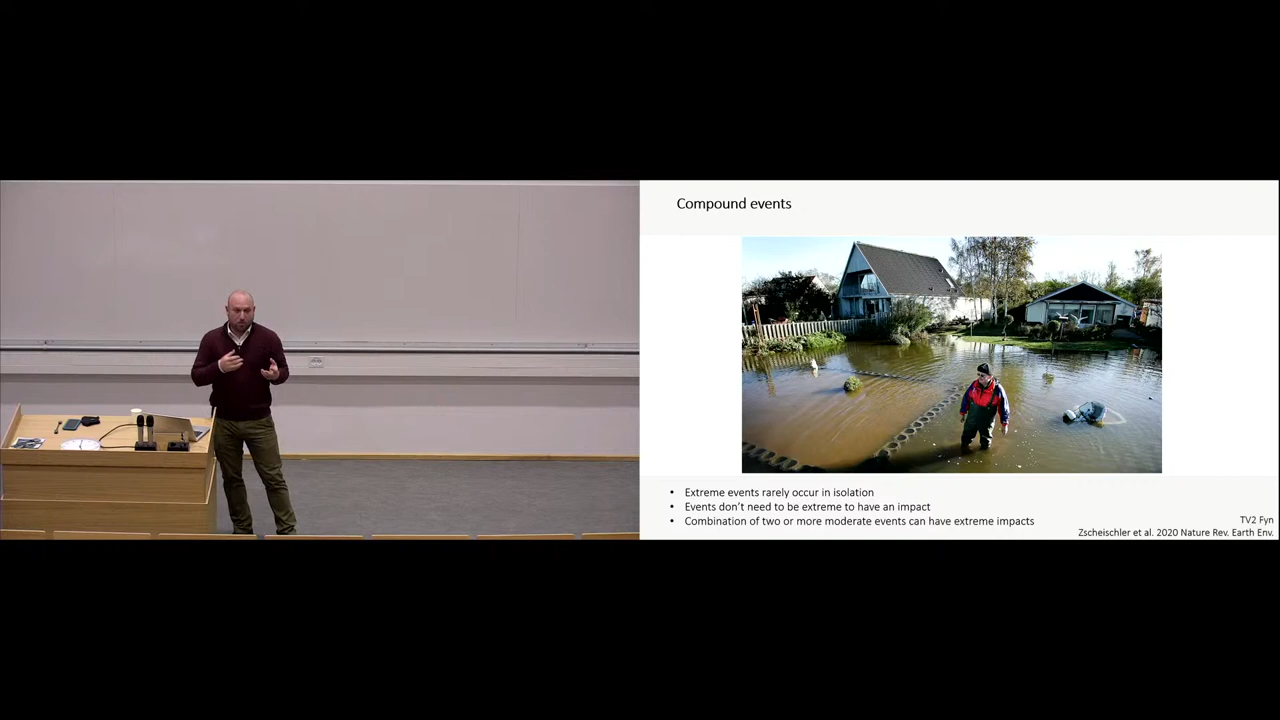 Compound events
• Extreme events rarely occur in isolation
• Events don't need to be extreme to have an impact
• Combination of two or more moderate events can have extreme impacts
TV2 Fyn
Zscheischler et al. 2020 Nature Rev. Earth Env.